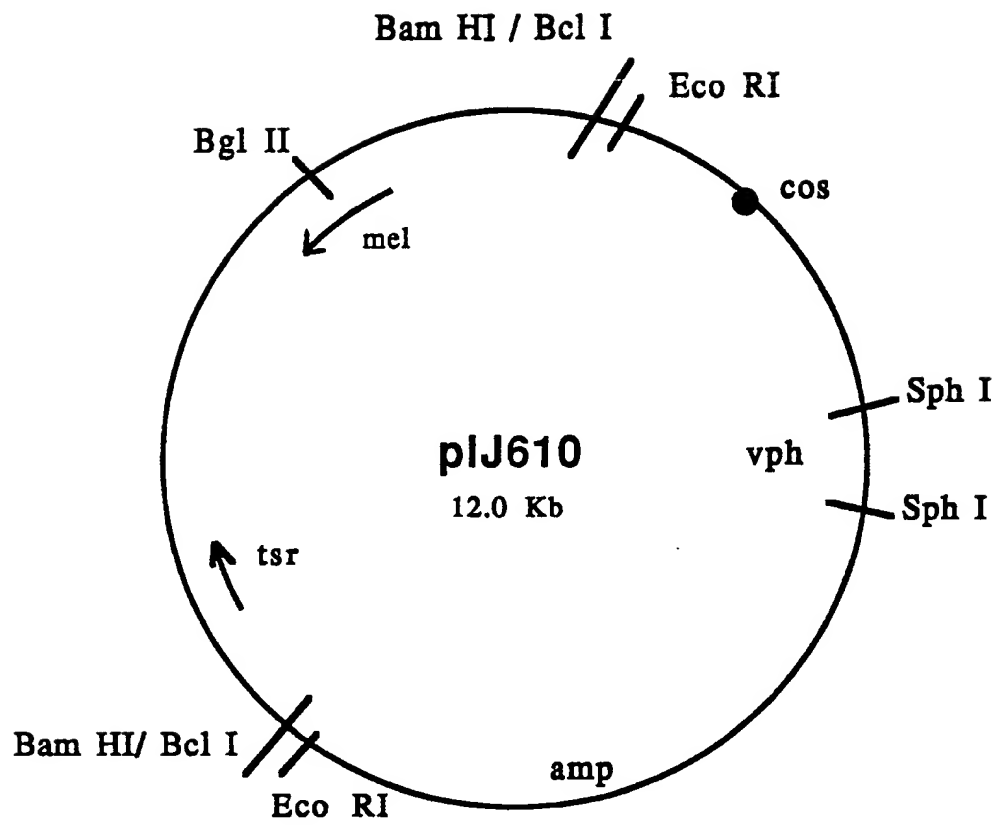 Bam HI / Bcl I
Eco RI
Bgl II
cos
mel
Sph I
pIJ610
vph
12.0 Kb
Sph I
tsr
Bam HI/ Bcl I
amp
Eco RI